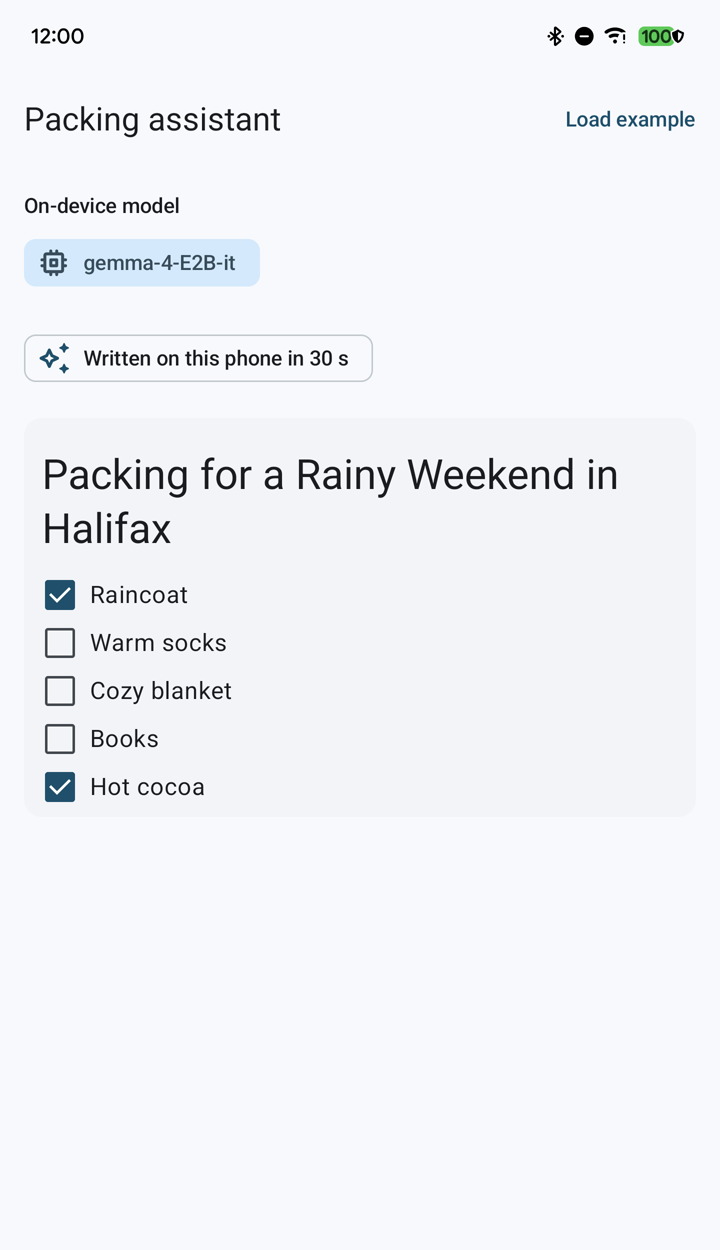 12:00
100
Packing assistant
Load example
On-device model
gemma-4-E2B-it
Written on this phone in 30 s
Packing for a Rainy Weekend in
Halifax
Raincoat
Warm socks
Cozy blanket
Books
Hot cocoa